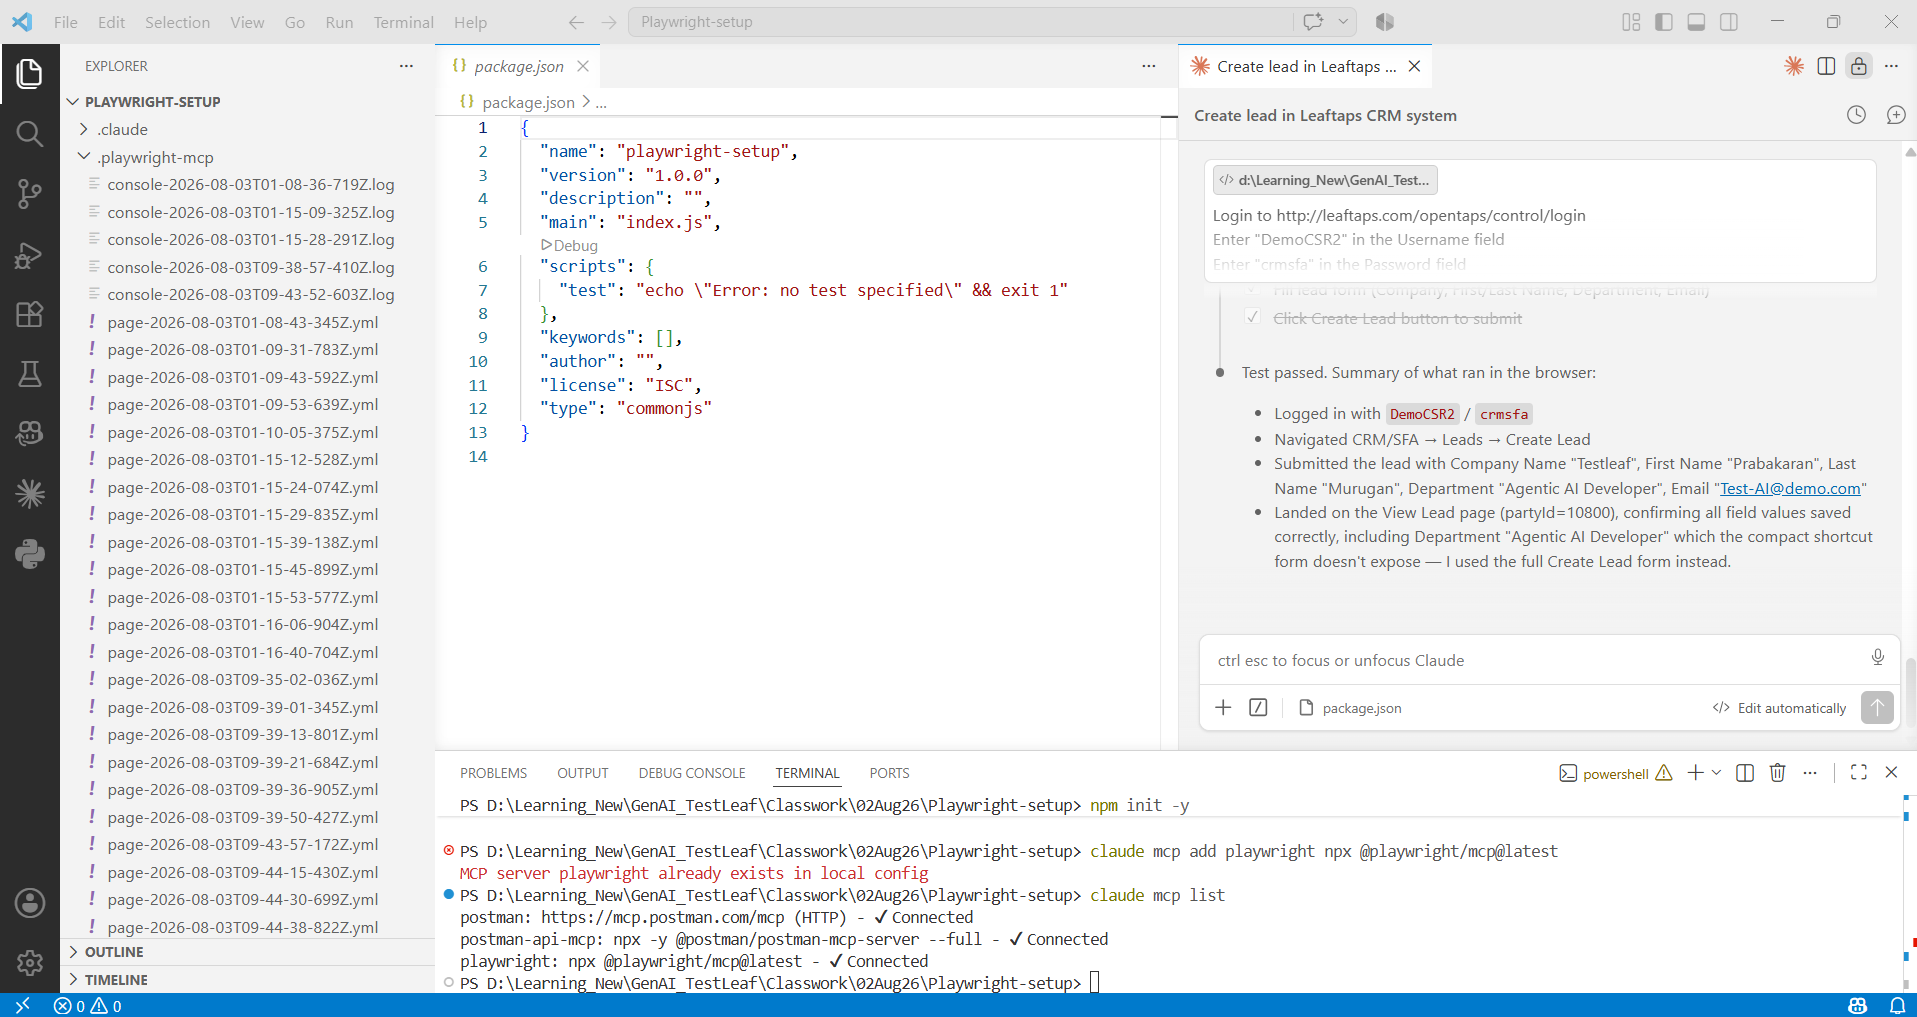 File Edit Selection View Go Run Terminal Help
Playwright-setup
EXPLORER
PLAYWRIGHT-SETUP
.claude
.playwright-mcp
console-2026-08-03T01-08-36-719Z.log
console-2026-08-03T01-15-09-325Z.log
console-2026-08-03T01-15-28-291Z.log
console-2026-08-03T09-38-57-410Z.log
console-2026-08-03T09-43-52-603Z.log
page-2026-08-03T01-08-43-345Z.yml
page-2026-08-03T01-09-31-783Z.yml
page-2026-08-03T01-09-43-592Z.yml
page-2026-08-03T01-09-53-639Z.yml
page-2026-08-03T01-10-05-375Z.yml
page-2026-08-03T01-15-12-528Z.yml
page-2026-08-03T01-15-24-074Z.yml
page-2026-08-03T01-15-29-835Z.yml
page-2026-08-03T01-15-39-138Z.yml
page-2026-08-03T01-15-45-899Z.yml
page-2026-08-03T01-15-53-577Z.yml
page-2026-08-03T01-16-06-904Z.yml
page-2026-08-03T01-16-40-704Z.yml
page-2026-08-03T09-35-02-036Z.yml
page-2026-08-03T09-39-01-345Z.yml
page-2026-08-03T09-39-13-801Z.yml
page-2026-08-03T09-39-21-684Z.yml
page-2026-08-03T09-39-36-905Z.yml
page-2026-08-03T09-39-50-427Z.yml
page-2026-08-03T09-43-57-172Z.yml
page-2026-08-03T09-44-15-430Z.yml
page-2026-08-03T09-44-30-699Z.yml
page-2026-08-03T09-44-38-822Z.yml
OUTLINE
TIMELINE
{} package.json
{} package.json > ...
1 {
2 "name": "playwright-setup",
3 "version": "1.0.0",
4 "description": "",
5 "main": "index.js",
Debug
6 "scripts": {
7 "test": "echo \"Error: no test specified\" && exit 1"
8 },
9 "keywords": [],
10 "author": "",
11 "license": "ISC",
12 "type": "commonjs"
13 }
14
Create lead in Leaftaps ...
Create lead in Leaftaps CRM system
</> d:\Learning_New\GenAI_Test...
Login to http://leaftaps.com/opentaps/control/login
Enter "DemoCSR2" in the Username field
Enter "crmsfa" in the Password field
Fill lead form (Company, First/Last Name, Department, Email)
Click Create Lead button to submit
Test passed. Summary of what ran in the browser:
• Logged in with DemoCSR2 / crmsfa
• Navigated CRM/SFA → Leads → Create Lead
• Submitted the lead with Company Name "Testleaf", First Name "Prabakaran", Last
Name "Murugan", Department "Agentic AI Developer", Email "Test-AI@demo.com"
• Landed on the View Lead page (partyId=10800), confirming all field values saved
correctly, including Department "Agentic AI Developer" which the compact shortcut
form doesn't expose — I used the full Create Lead form instead.
ctrl esc to focus or unfocus Claude
package.json
</> Edit automatically
PROBLEMS OUTPUT DEBUG CONSOLE TERMINAL PORTS
powershell
PS D:\Learning_New\GenAI_TestLeaf\Classwork\02Aug26\Playwright-setup> npm init -y
PS D:\Learning_New\GenAI_TestLeaf\Classwork\02Aug26\Playwright-setup> claude mcp add playwright npx @playwright/mcp@latest
MCP server playwright already exists in local config
PS D:\Learning_New\GenAI_TestLeaf\Classwork\02Aug26\Playwright-setup> claude mcp list
postman: https://mcp.postman.com/mcp (HTTP) - ✓ Connected
postman-api-mcp: npx -y @postman/postman-mcp-server --full - ✓ Connected
playwright: npx @playwright/mcp@latest - ✓ Connected
PS D:\Learning_New\GenAI_TestLeaf\Classwork\02Aug26\Playwright-setup>
0 0